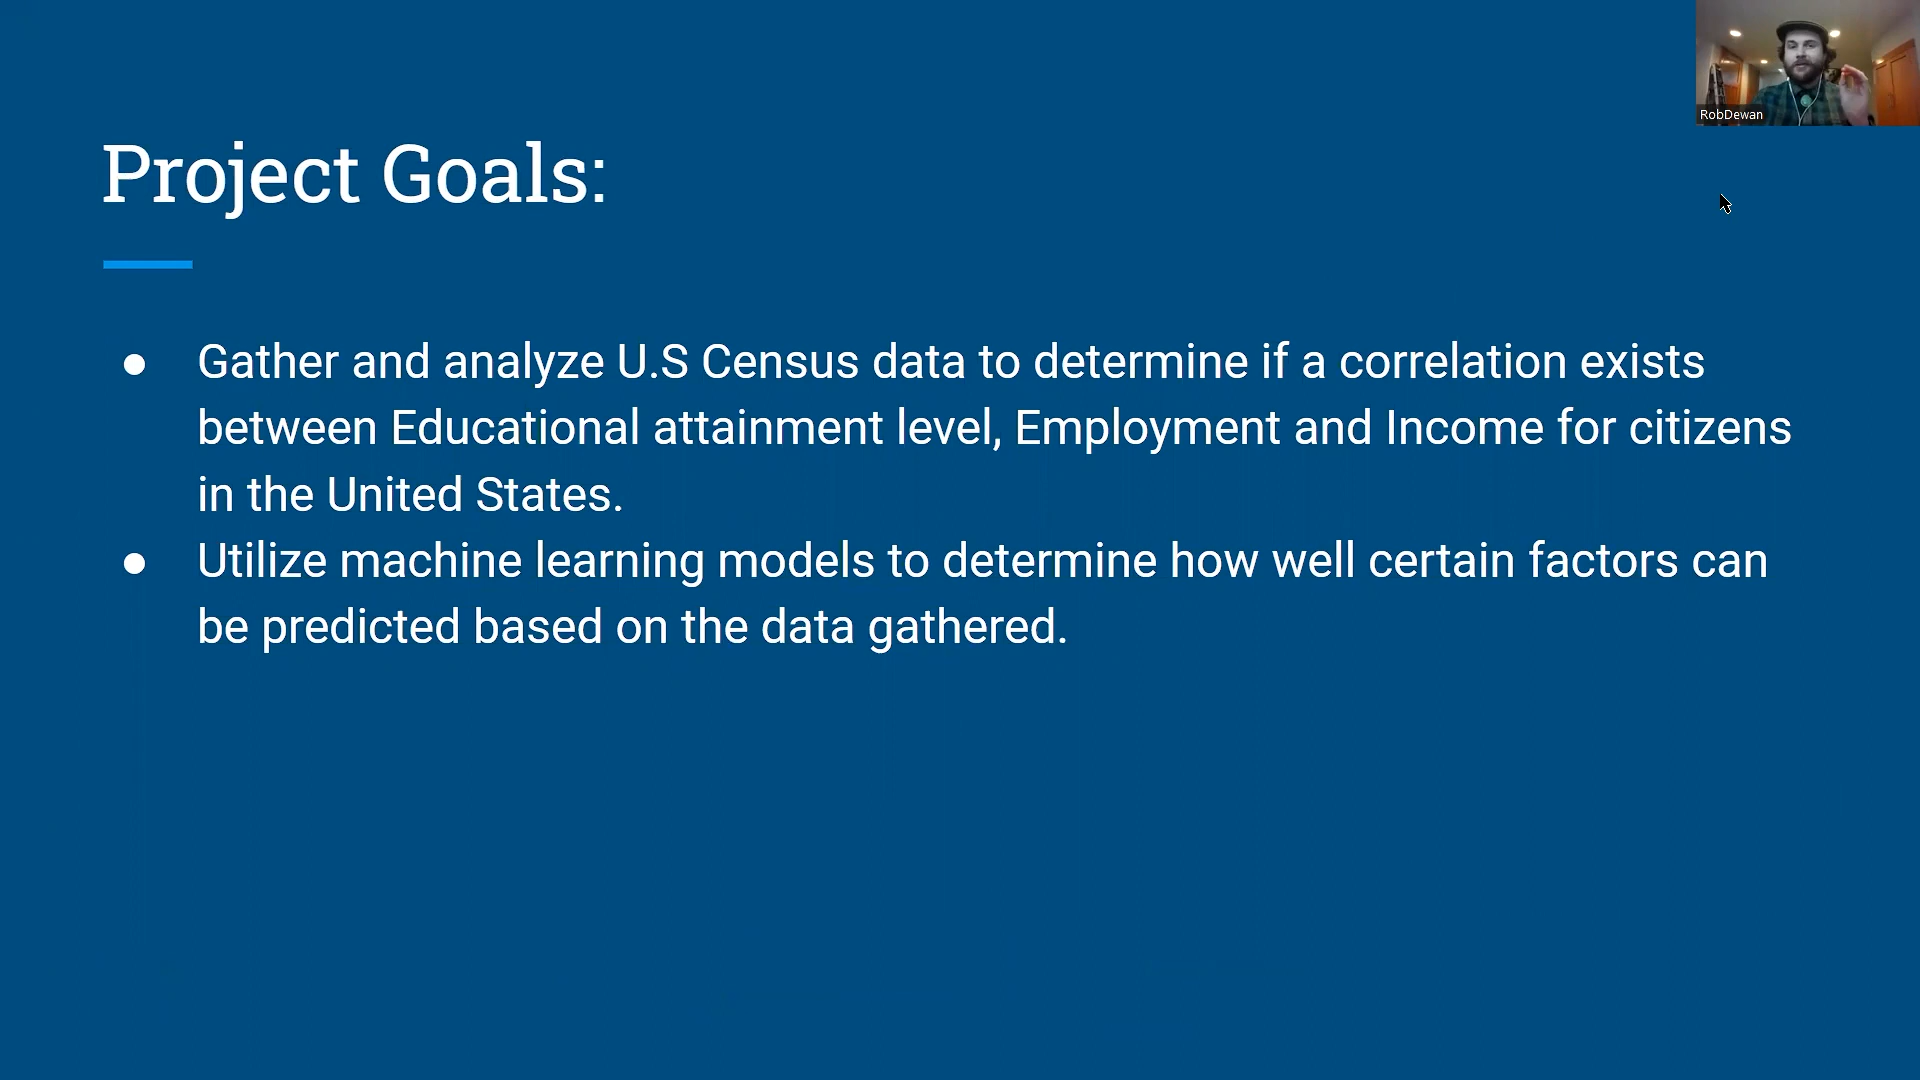 RobDewan
Project Goals:
● Gather and analyze U.S Census data to determine if a correlation exists
between Educational attainment level, Employment and Income for citizens
in the United States.
● Utilize machine learning models to determine how well certain factors can
be predicted based on the data gathered.